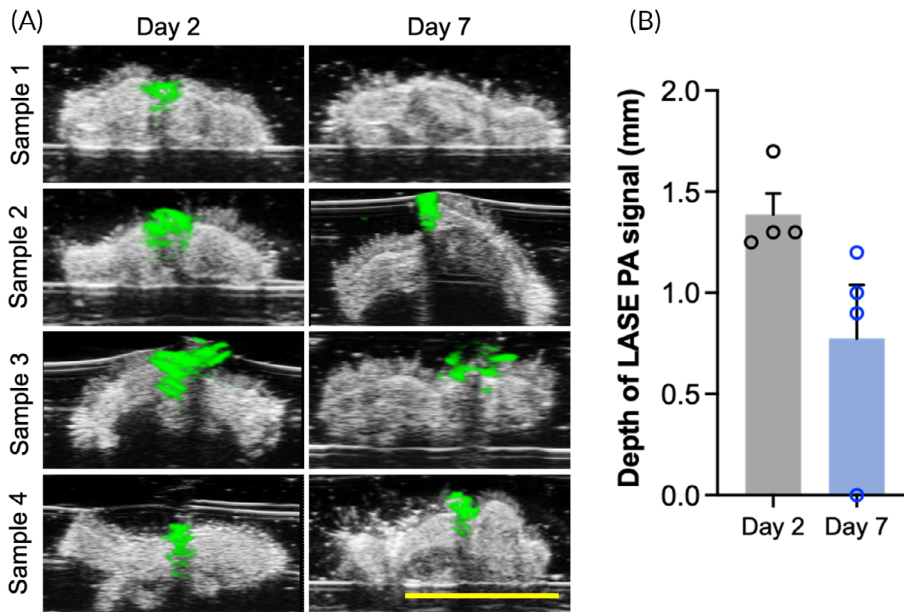 (A)
Day 2
Day 7
(B)
Sample 1
Sample 2
Sample 3
Sample 4
Depth of LASE PA signal (mm)
2.0
1.5
1.0
0.5
0.0
Day 2
Day 7